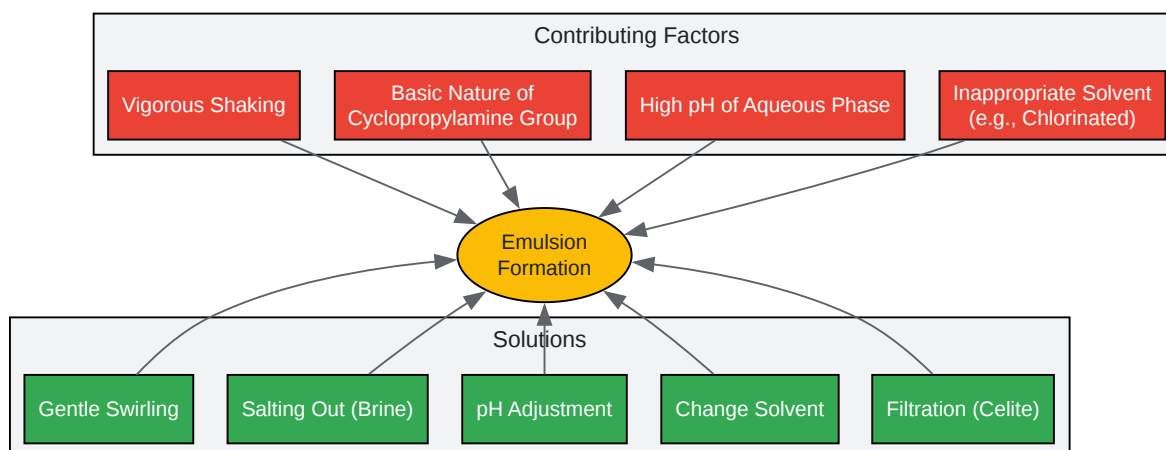 Contributing Factors
Vigorous Shaking
Basic Nature of
Cyclopropylamine Group
High pH of Aqueous Phase
Inappropriate Solvent
(e.g., Chlorinated)
Emulsion
Formation
Solutions
Gentle Swirling
Salting Out (Brine)
pH Adjustment
Change Solvent
Filtration (Celite)